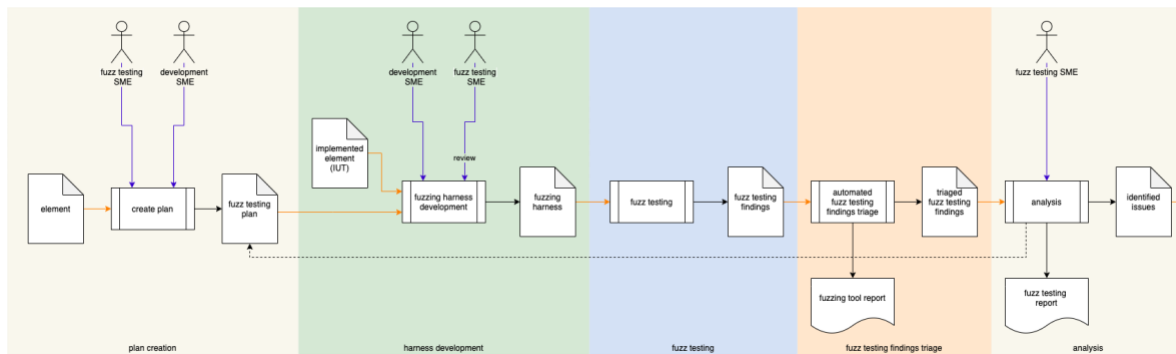 fuzz testing
SME
development
SME
development
SME
fuzz testing
SME
fuzz testing SME
implemented
element
(IUT)
review
element
create plan
fuzz testing
plan
fuzzing harness
development
fuzzing
harness
fuzz testing
fuzz testing
findings
automated
fuzz testing
findings triage
triaged
fuzz testing
findings
analysis
identified
issues
fuzzing tool report
fuzz testing
report
plan creation
harness development
fuzz testing
fuzz testing findings triage
analysis